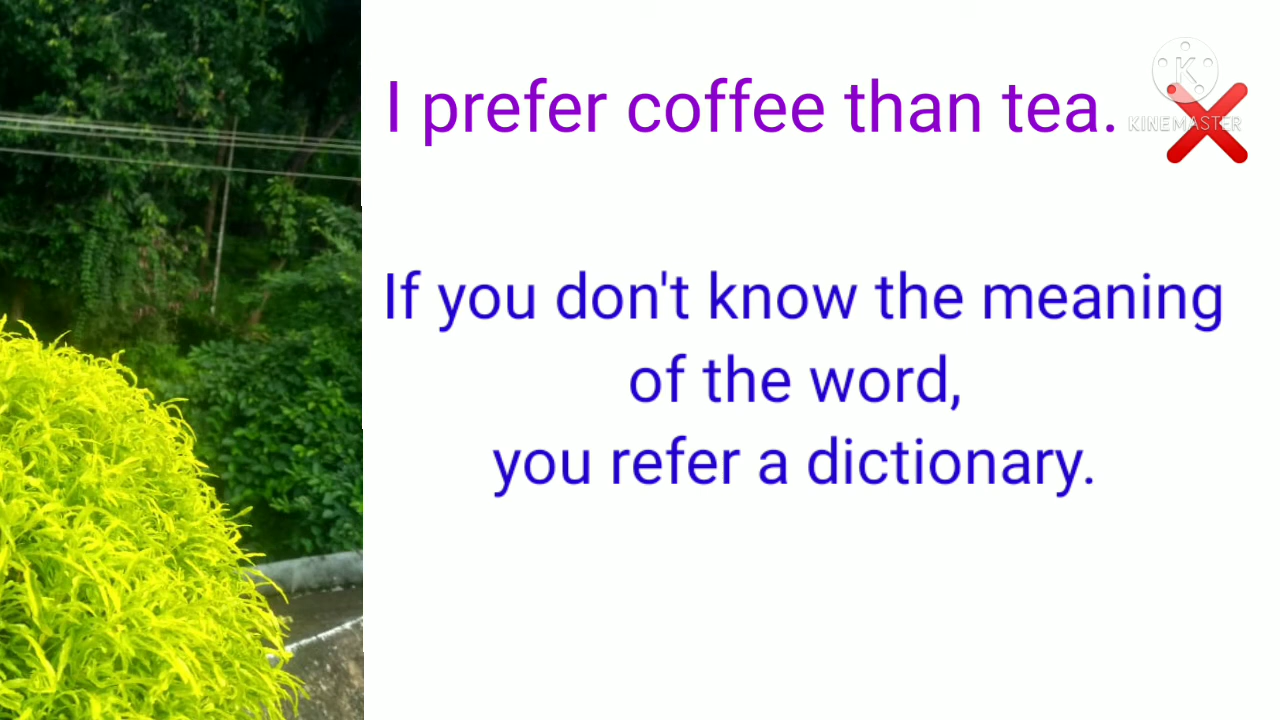 I prefer coffee than tea.
KINEMASTER
If you don't know the meaning
of the word,
you refer a dictionary.